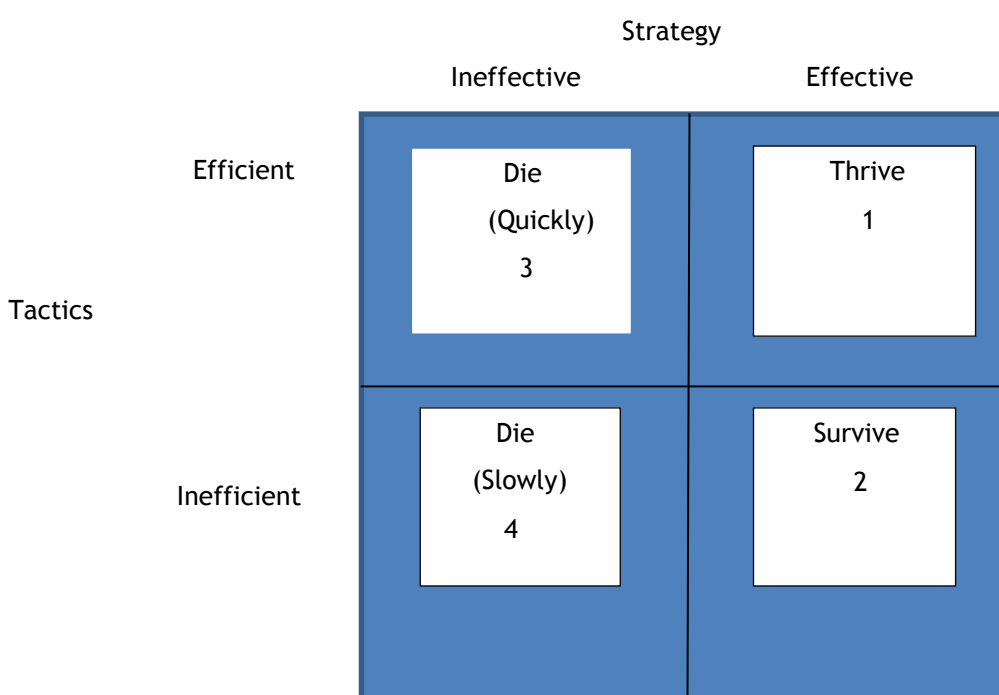 Strategy
Ineffective Effective
Efficient
Die
(Quickly)
3
Thrive
1
Tactics
Inefficient
Die
(Slowly)
4
Survive
2